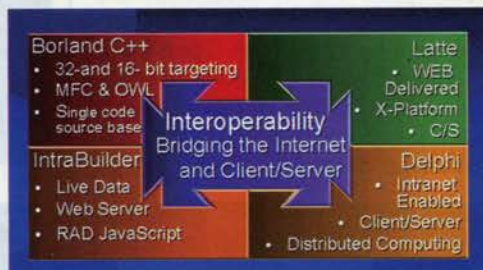 Borland C++
• 32-and 16- bit targeting
• MFC & OWL
• Single code
source base
Latte
• WEB
Delivered
• X-Platform
• C/S
Interoperability
Bridging the Internet
and Client/Server
IntraBuilder
• Live Data
• Web Server
• RAD JavaScript
Delphi
• Intranet
Enabled
• Client/Server
• Distributed Computing